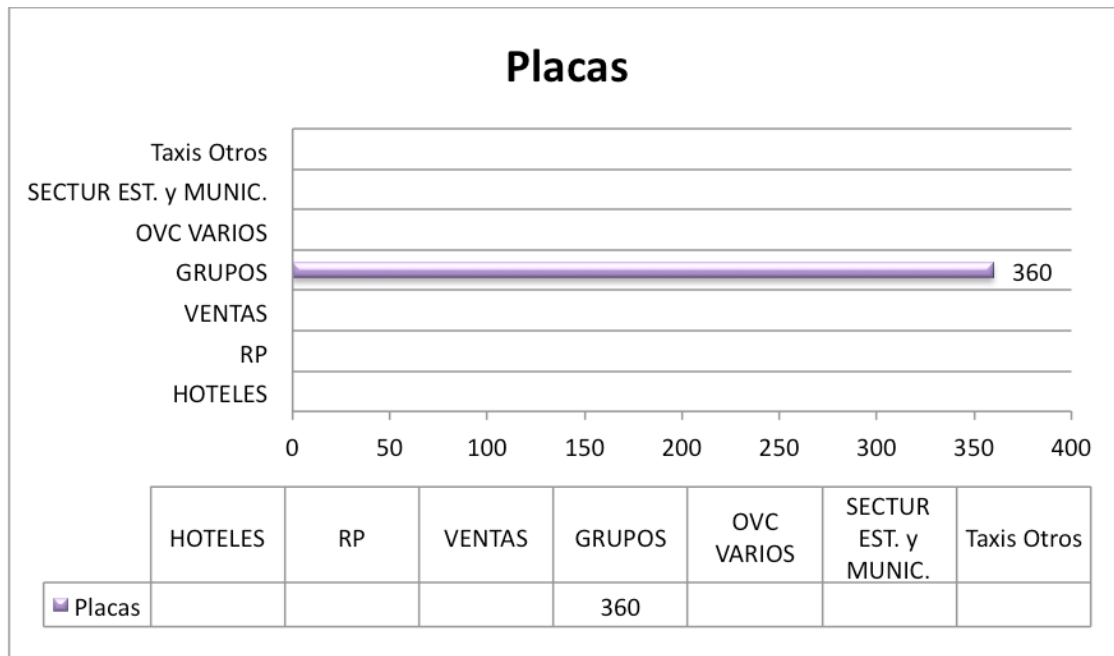 Placas
Taxis Otros
SECTUR EST. y MUNIC.
OVC VARIOS
GRUPOS 360
VENTAS
RP
HOTELES
0 50 100 150 200 250 300 350 400
HOTELES RP VENTAS GRUPOS OVC VARIOS SECTUR EST. y MUNIC. Taxis Otros
Placas 360